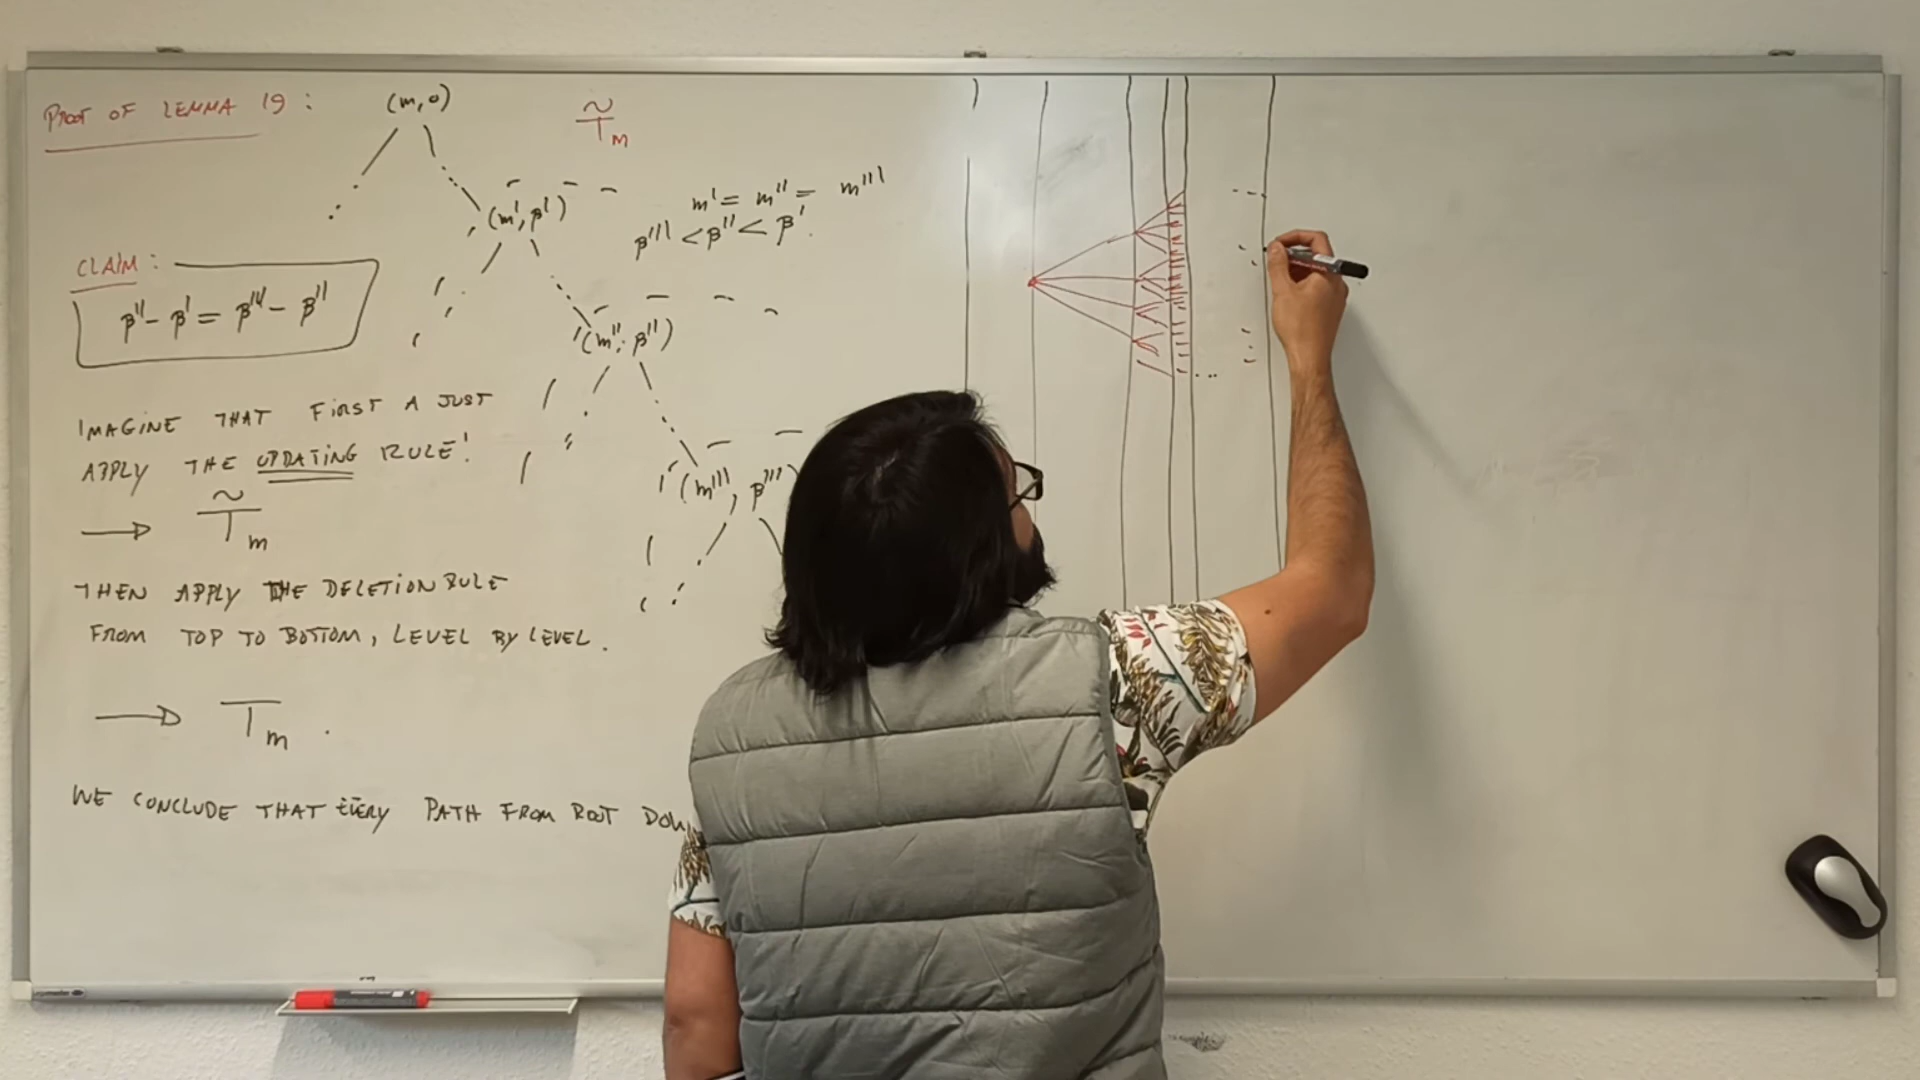 PROOF OF LEMMA 19 :
(m, 0)
T̃m
(m', β')
m' = m'' = m'''
β''' < β'' < β'.
CLAIM :
β'' - β' = β''' - β''
(m'', β'')
IMAGINE THAT FIRST A JUST
APPLY THE UPDATING RULE!
(m''', β''')
→ T̃m
THEN APPLY THE DELETION RULE
FROM TOP TO BOTTOM, LEVEL BY LEVEL.
→ Tm .
WE CONCLUDE THAT EVERY PATH FROM ROOT DOW